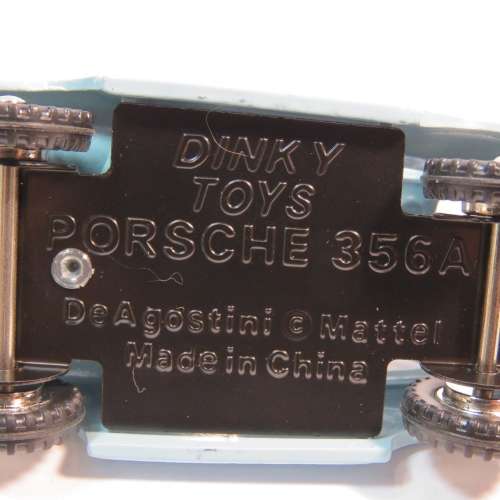 DINKY
TOYS
PORSCHE 356A
DeAgostini © Mattel
Made in China